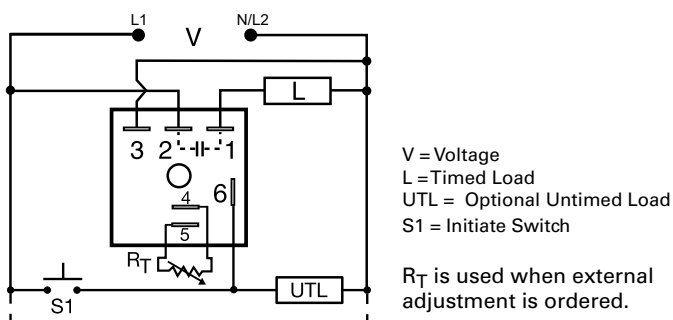 L1
V
N/L2
L
3
2
1
6
4
5
RT
S1
UTL
V = Voltage
L = Timed Load
UTL = Optional Untimed Load
S1 = Initiate Switch
RT is used when external
adjustment is ordered.